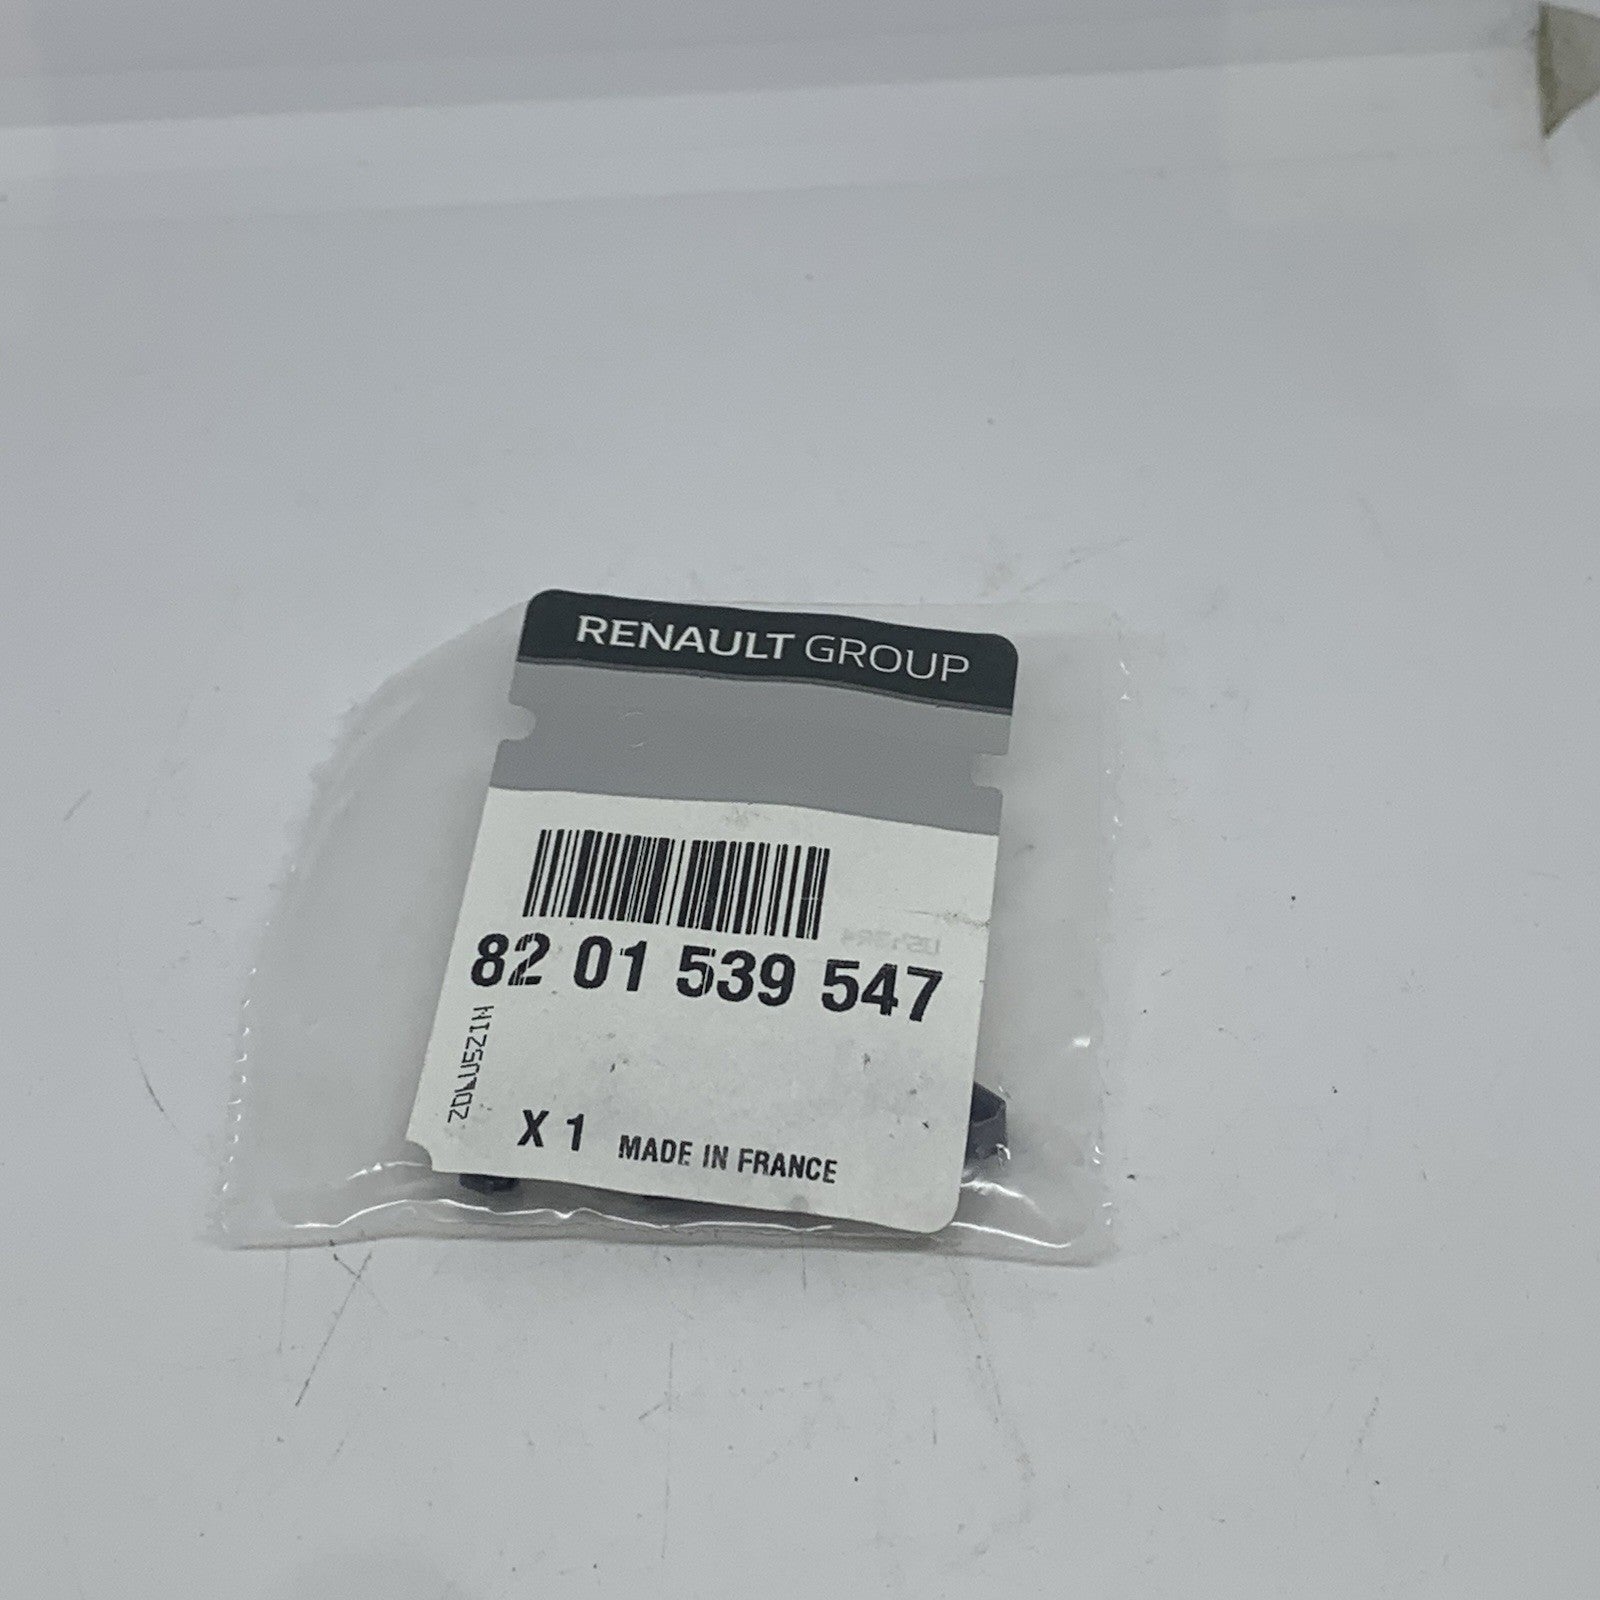 RENAULT GROUP
82 01 539 547
X 1 MADE IN FRANCE